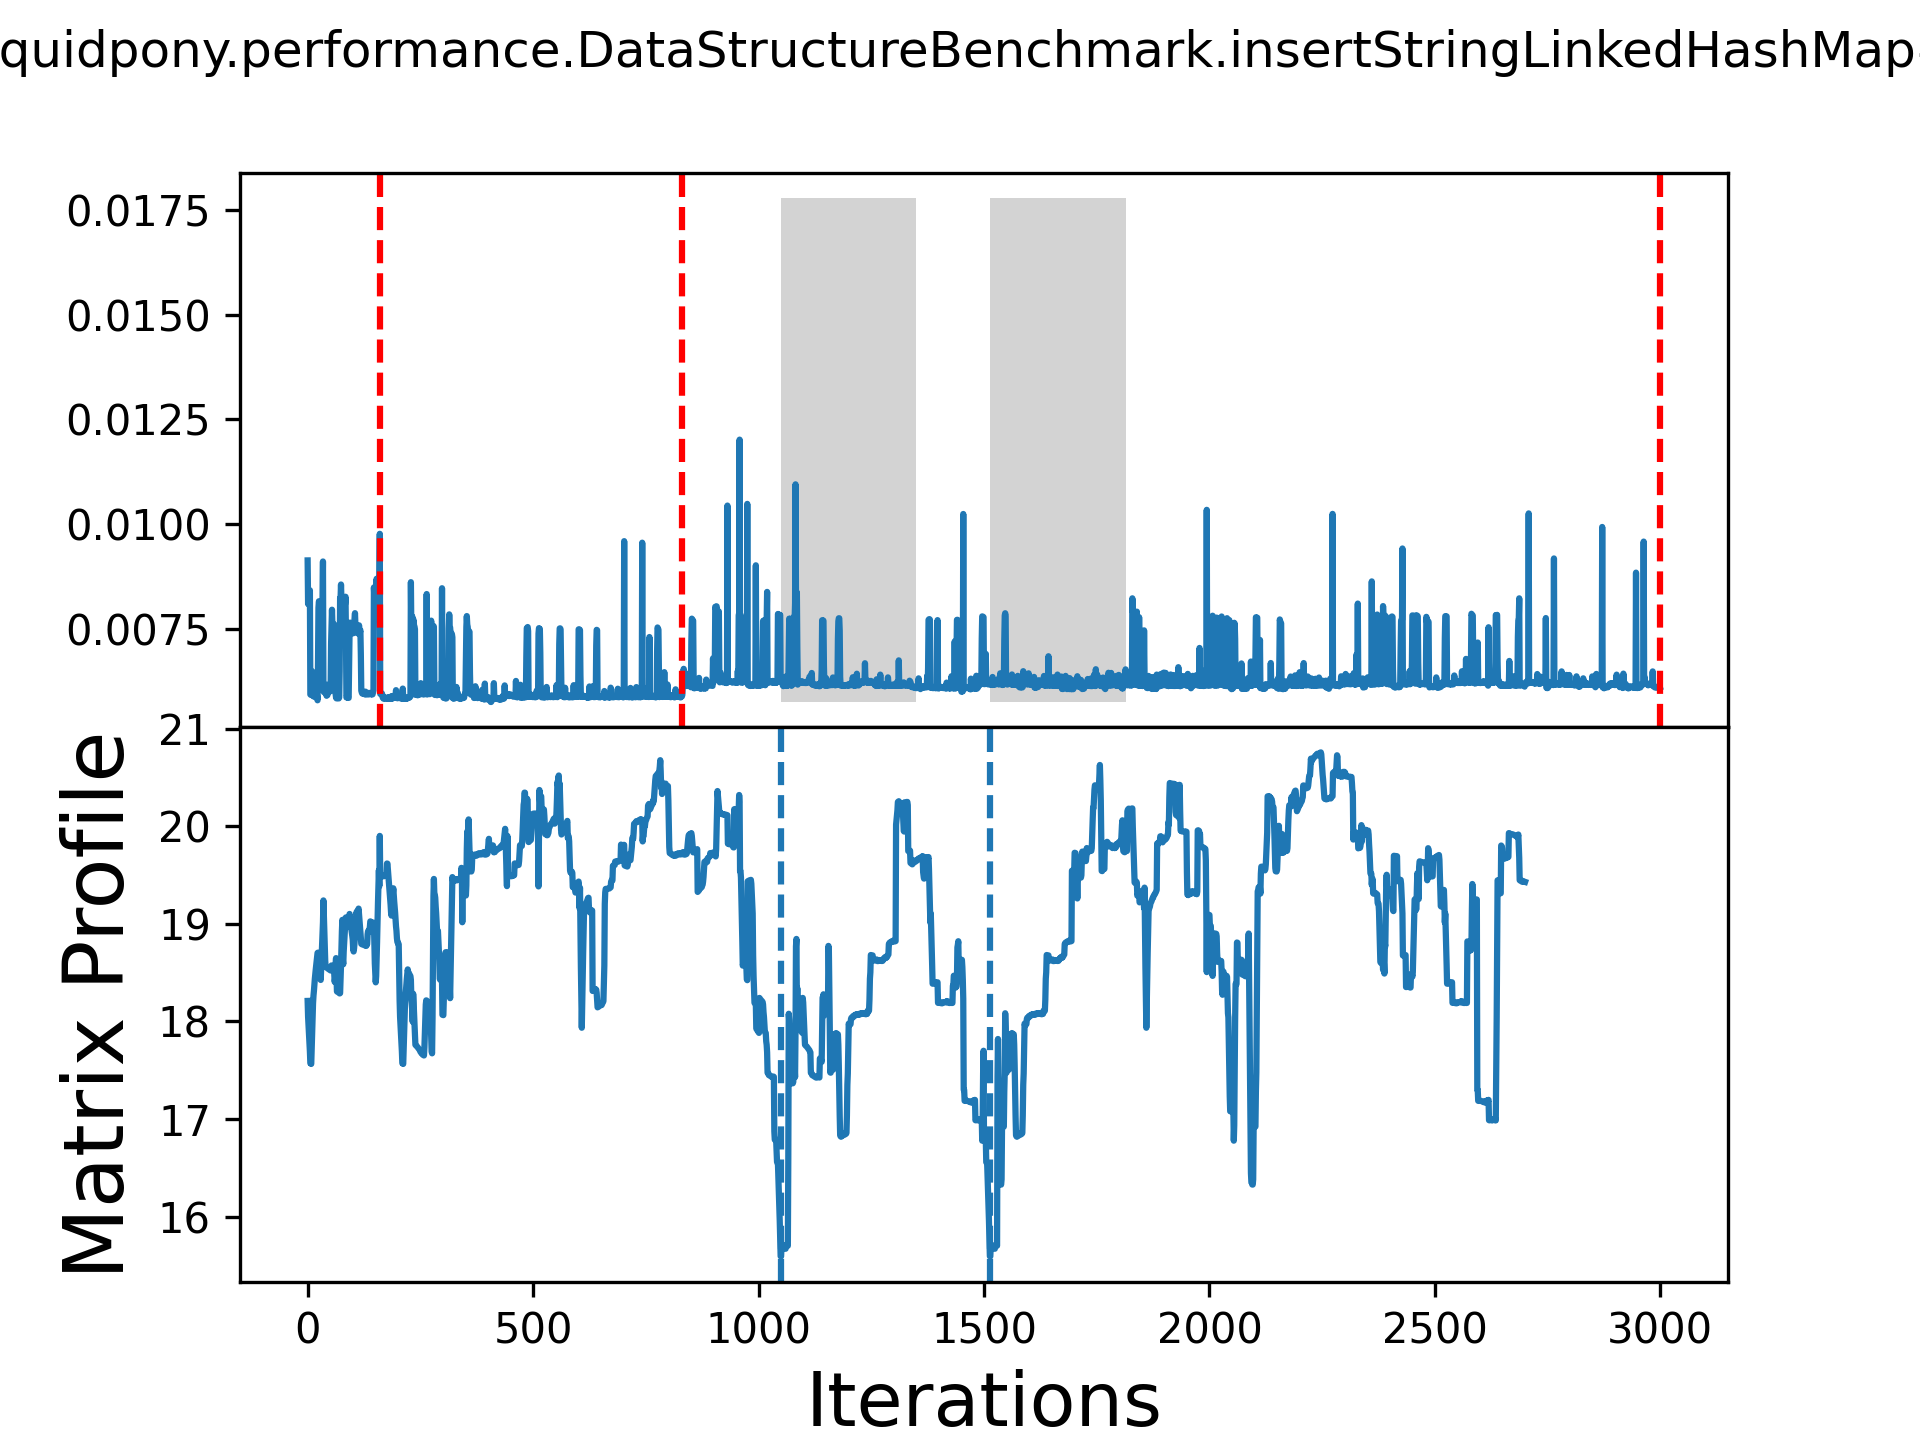 quidpony.performance.DataStructureBenchmark.insertStringLinkedHashMap
0.0175
0.0150
0.0125
0.0100
0.0075
21
20
19
18
17
16
Matrix Profile
0 500 1000 1500 2000 2500 3000
Iterations